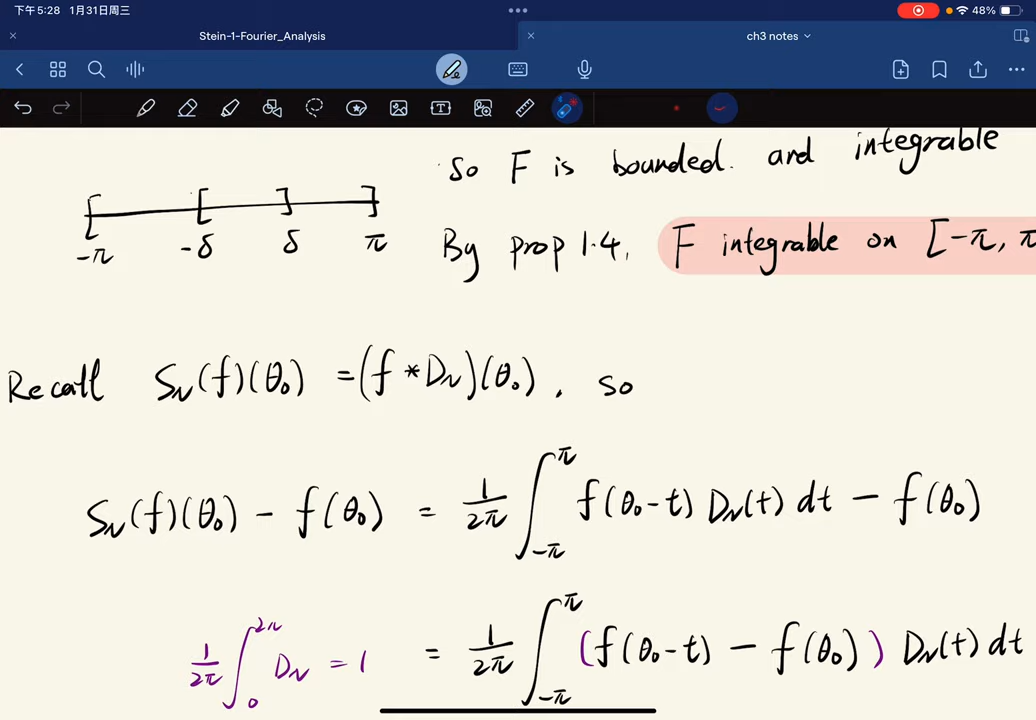 下午5:28 1月31日周三 48%
Stein-1-Fourier_Analysis ch3 notes
So F is bounded. and integrable
[ [ ] ]
-π -δ δ π
By prop 1.4, F integrable on [-π, π
Recall S_N(f)(θ₀) = (f * D_N)(θ₀), so
S_N(f)(θ₀) - f(θ₀) = 1/2π ∫_{-π}^{π} f(θ₀-t) D_N(t) dt - f(θ₀)
1/2π ∫_0^{2π} D_N = 1
= 1/2π ∫_{-π}^{π} (f(θ₀-t) - f(θ₀)) D_N(t) dt